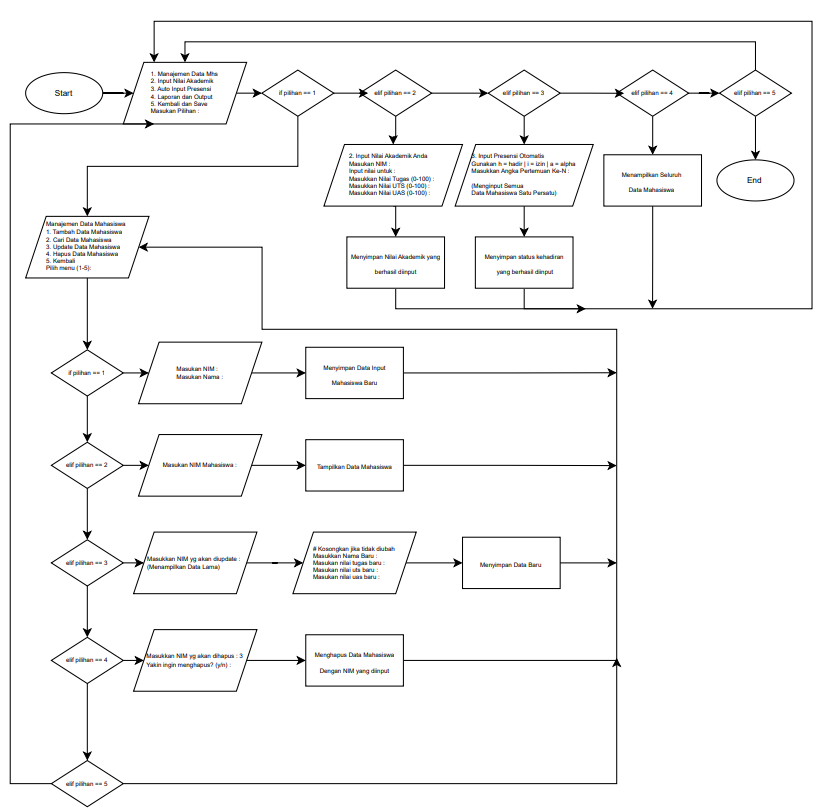 Start
1. Manajemen Data Mhs
2. Input Nilai Akademik
3. Auto Input Presensi
4. Laporan dan Output
5. Kembali dan Save
Masukan Pilihan :
if pilihan == 1
elif pilihan == 2
elif pilihan == 3
elif pilihan == 4
elif pilihan == 5
2. Input Nilai Akademik Anda
Masukan NIM :
Input nilai untuk :
Masukkan Nilai Tugas (0-100) :
Masukkan Nilai UTS (0-100) :
Masukan Nilai UAS (0-100) :
3. Input Presensi Otomatis
Gunakan h = hadir | i = izin | a = alpha
Masukkan Angka Pertemuan Ke-N :
(Menginput Semua
Data Mahasiswa Satu Persatu)
Menampilkan Seluruh
Data Mahasiswa
End
Menyimpan Nilai Akademik yang
berhasil diinput
Menyimpan status kehadiran
yang berhasil diinput
Manajemen Data Mahasiswa
1. Tambah Data Mahasiswa
2. Cari Data Mahasiswa
3. Update Data Mahasiswa
4. Hapus Data Mahasiswa
5. Kembali
Pilih menu (1-5):
if pilihan == 1
Masukan NIM :
Masukan Nama :
Menyimpan Data Input
Mahasiswa Baru
elif pilihan == 2
Masukan NIM Mahasiswa :
Tampilkan Data Mahasiswa
elif pilihan == 3
Masukkan NIM yg akan diupdate :
(Menampilkan Data Lama)
# Kosongkan jika tidak diubah
Masukkan Nama Baru :
Masukan nilai tugas baru :
Masukan nilai uts baru :
Masukan nilai uas baru :
Menyimpan Data Baru
elif pilihan == 4
Masukkan NIM yg akan dihapus : 3
Yakin ingin menghapus? (y/n) :
Menghapus Data Mahasiswa
Dengan NIM yang diinput
elif pilihan == 5